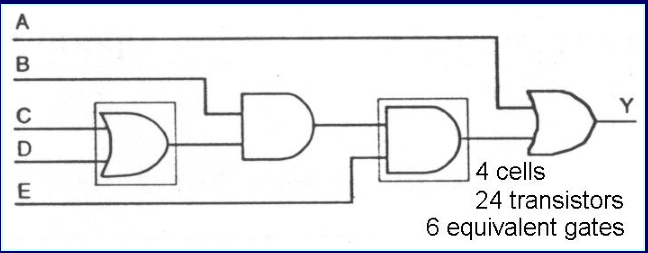 A
B
C
D
E
Y
4 cells
24 transistors
6 equivalent gates